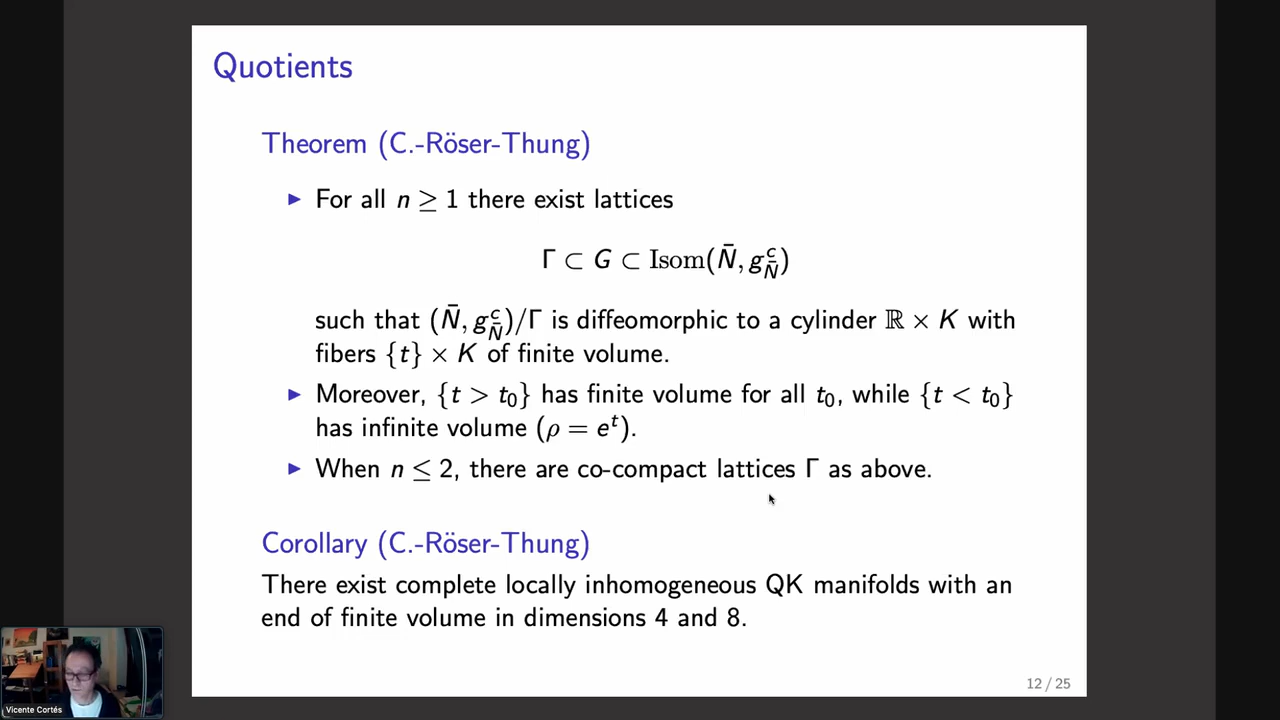 Quotients
Theorem (C.-Röser-Thung)
▶ For all n ≥ 1 there exist lattices
Γ ⊂ G ⊂ Isom(N̄, g^c_N̄)
such that (N̄, g^c_N̄)/Γ is diffeomorphic to a cylinder ℝ × K with
fibers {t} × K of finite volume.
▶ Moreover, {t > t₀} has finite volume for all t₀, while {t < t₀}
has infinite volume (ρ = e^t).
▶ When n ≤ 2, there are co-compact lattices Γ as above.
Corollary (C.-Röser-Thung)
There exist complete locally inhomogeneous QK manifolds with an
end of finite volume in dimensions 4 and 8.
12 / 25
Vicente Cortés